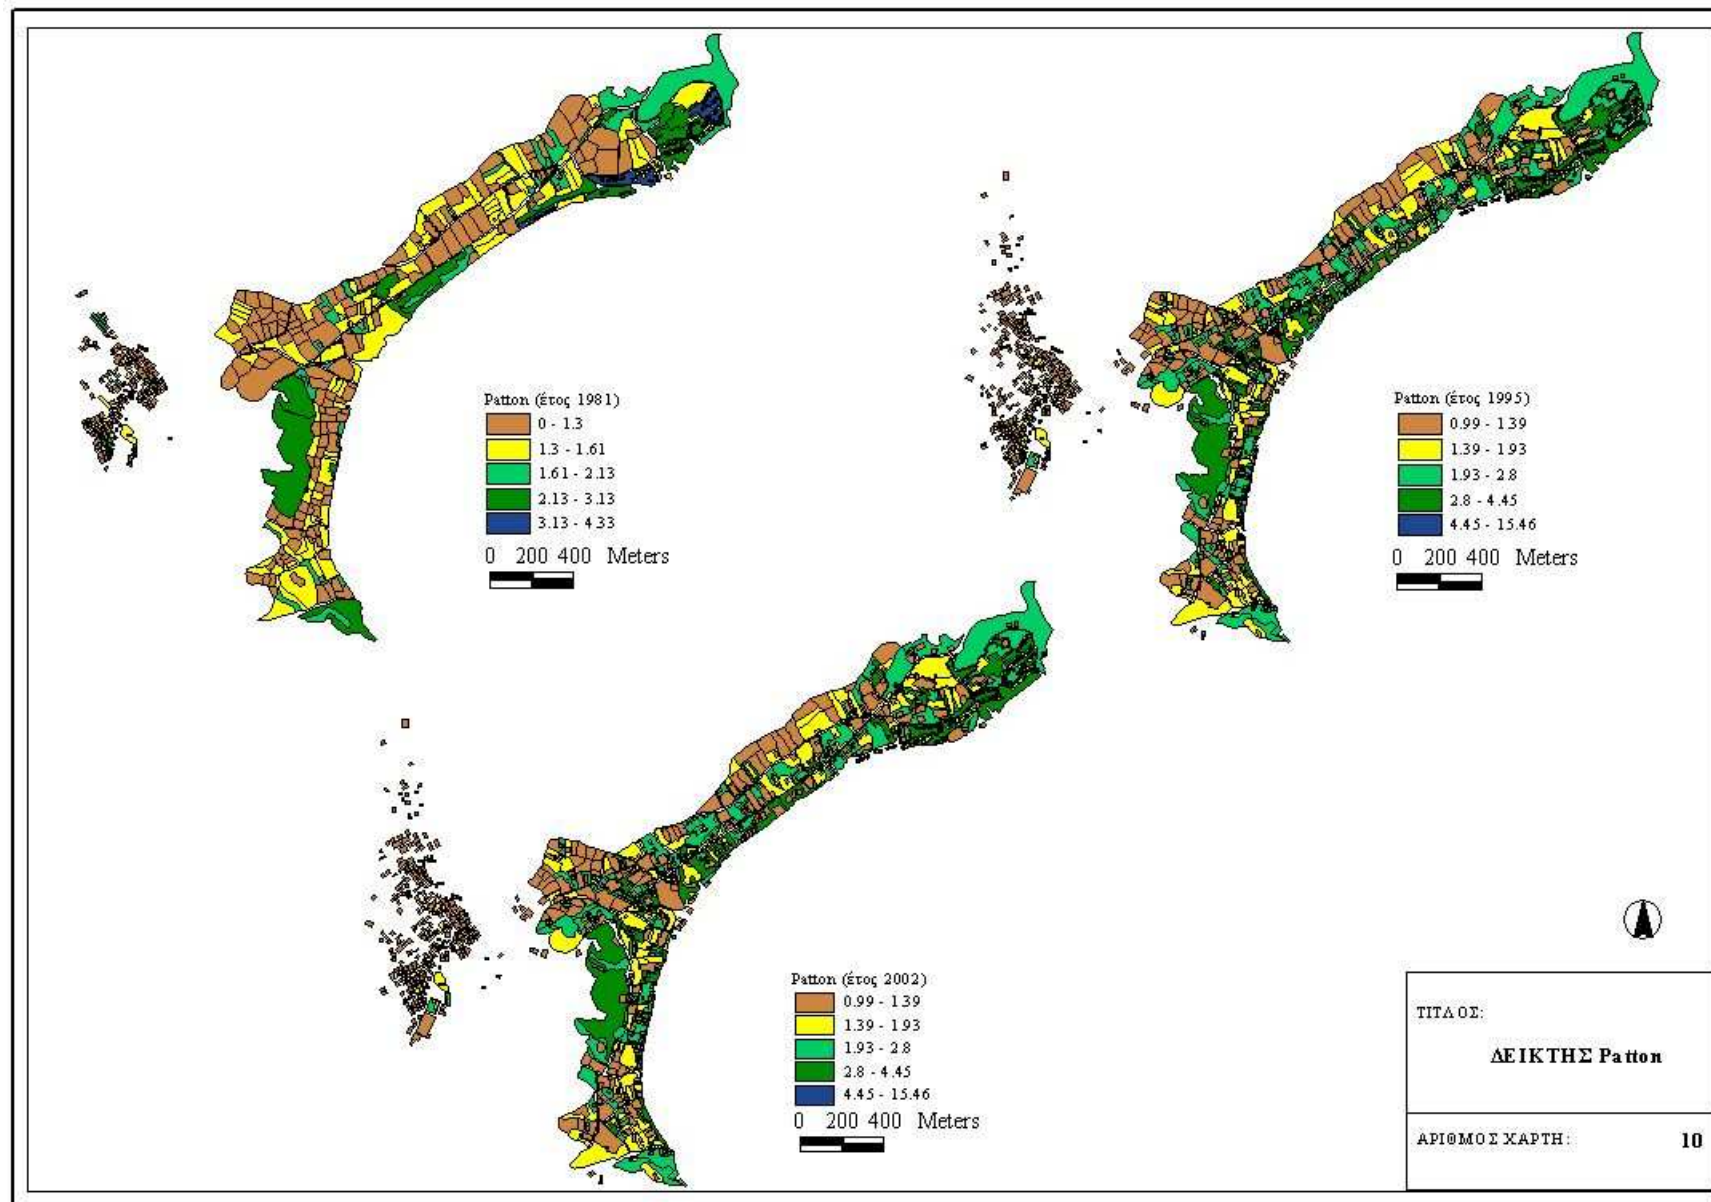 Patton (έτος 1981)
0 - 1.3
1.3 - 1.61
1.61 - 2.13
2.13 - 3.13
3.13 - 4.33
0 200 400 Meters
Patton (έτος 1995)
0.99 - 1.39
1.39 - 1.93
1.93 - 2.8
2.8 - 4.45
4.45 - 15.46
0 200 400 Meters
Patton (έτος 2002)
0.99 - 1.39
1.39 - 1.93
1.93 - 2.8
2.8 - 4.45
4.45 - 15.46
0 200 400 Meters
ΤΙΤΛΟΣ:
ΔΕΙΚΤΗΣ Patton
ΑΡΙΘΜΟΣ ΧΑΡΤΗ: 10